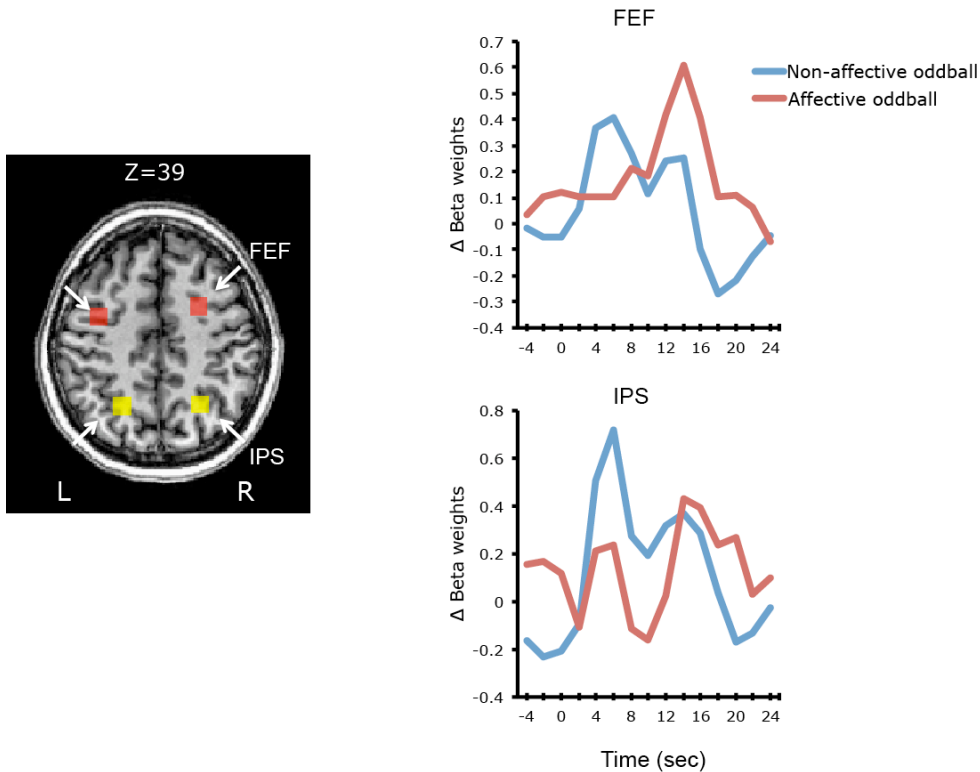 Z=39
FEF
IPS
L R
FEF
0.7
0.6
0.5
0.4
0.3
0.2
0.1
0
-0.1
-0.2
-0.3
-0.4
Δ Beta weights
-4 0 4 8 12 16 20 24
Non-affective oddball
Affective oddball
IPS
0.8
0.6
0.4
0.2
0
-0.2
-0.4
Δ Beta weights
-4 0 4 8 12 16 20 24
Time (sec)